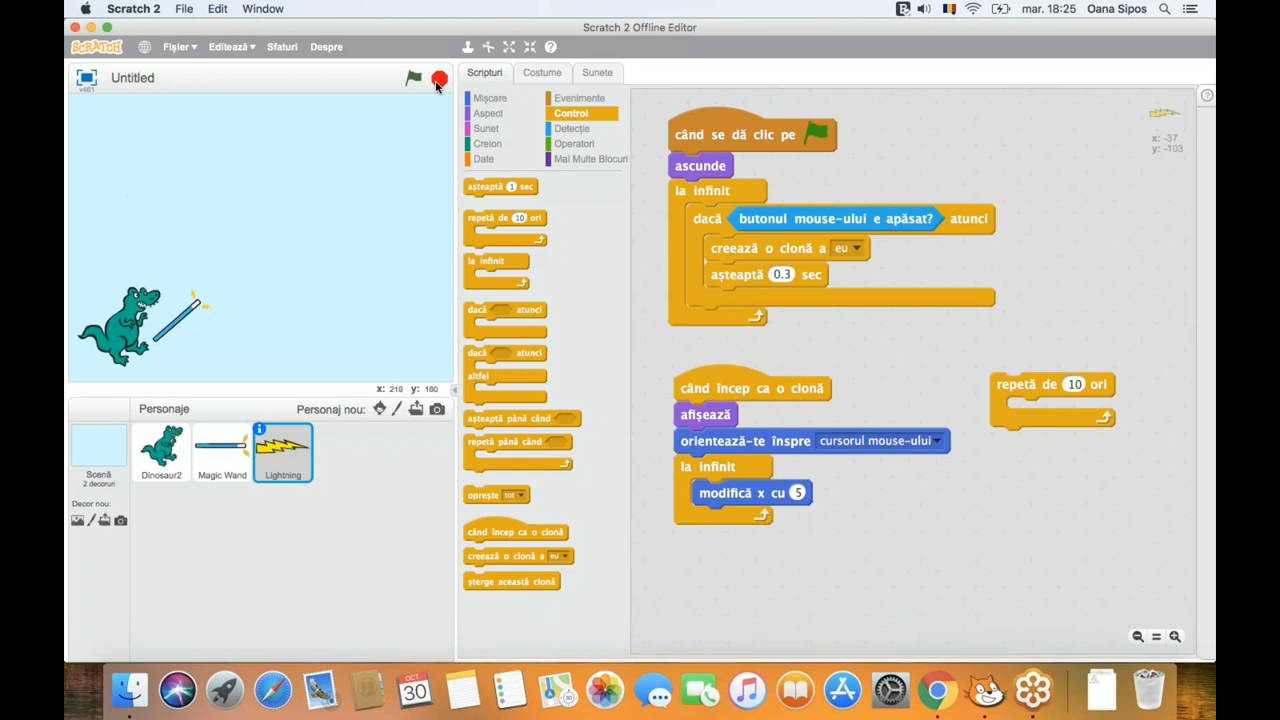 Scratch 2 File Edit Window
mar. 18:25 Oana Sipos
Scratch 2 Offline Editor
SCRATCH Fișier Editează Sfaturi Despre
v461 Untitled
Scripturi Costume Sunete
Mișcare Evenimente
Aspect Control
Sunet Detecție
Creion Operatori
Date Mai Multe Blocuri
așteaptă 1 sec
repetă de 10 ori
la infinit
dacă atunci
dacă atunci
altfel
așteaptă până când
repetă până când
oprește tot
când încep ca o clonă
creează o clonă a eu
șterge această clonă
când se dă clic pe
ascunde
la infinit
dacă butonul mouse-ului e apăsat? atunci
creează o clonă a eu
așteaptă 0.3 sec
când încep ca o clonă
afișează
orientează-te înspre cursorul mouse-ului
la infinit
modifică x cu 5
repetă de 10 ori
x: -37
y: -103
x: 219 y: 180
Personaje Personaj nou:
Scenă
2 decoruri
Decor nou:
Dinosaur2 Magic Wand Lightning
OCT
30